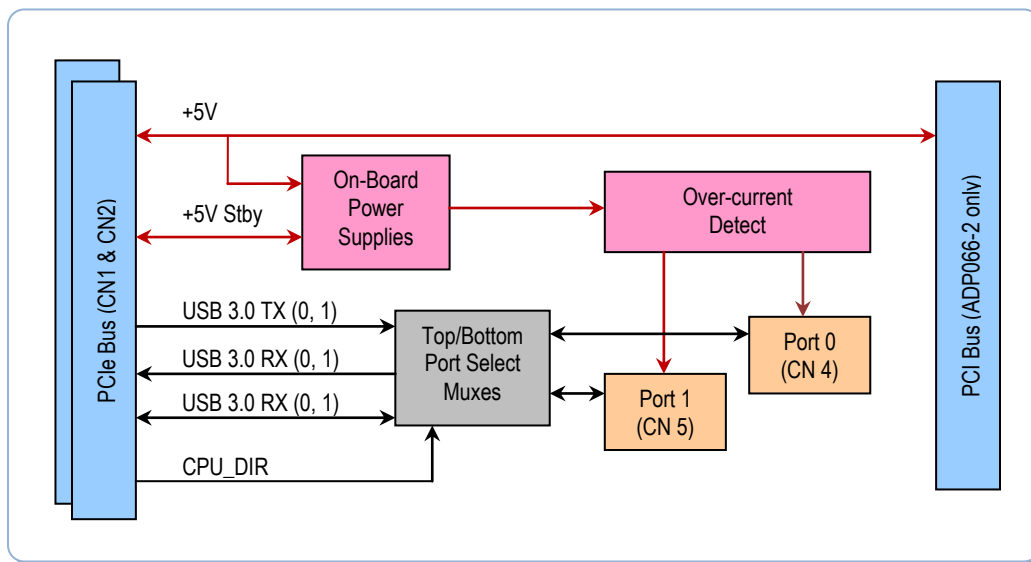 +5V
On-Board
Power
Supplies
Over-current
Detect
+5V Stby
PCIe Bus (CN1 & CN2)
PCI Bus (ADP066-2 only)
USB 3.0 TX (0, 1)
Top/Bottom
Port Select
Muxes
Port 0
(CN 4)
USB 3.0 RX (0, 1)
Port 1
(CN 5)
USB 3.0 RX (0, 1)
CPU_DIR